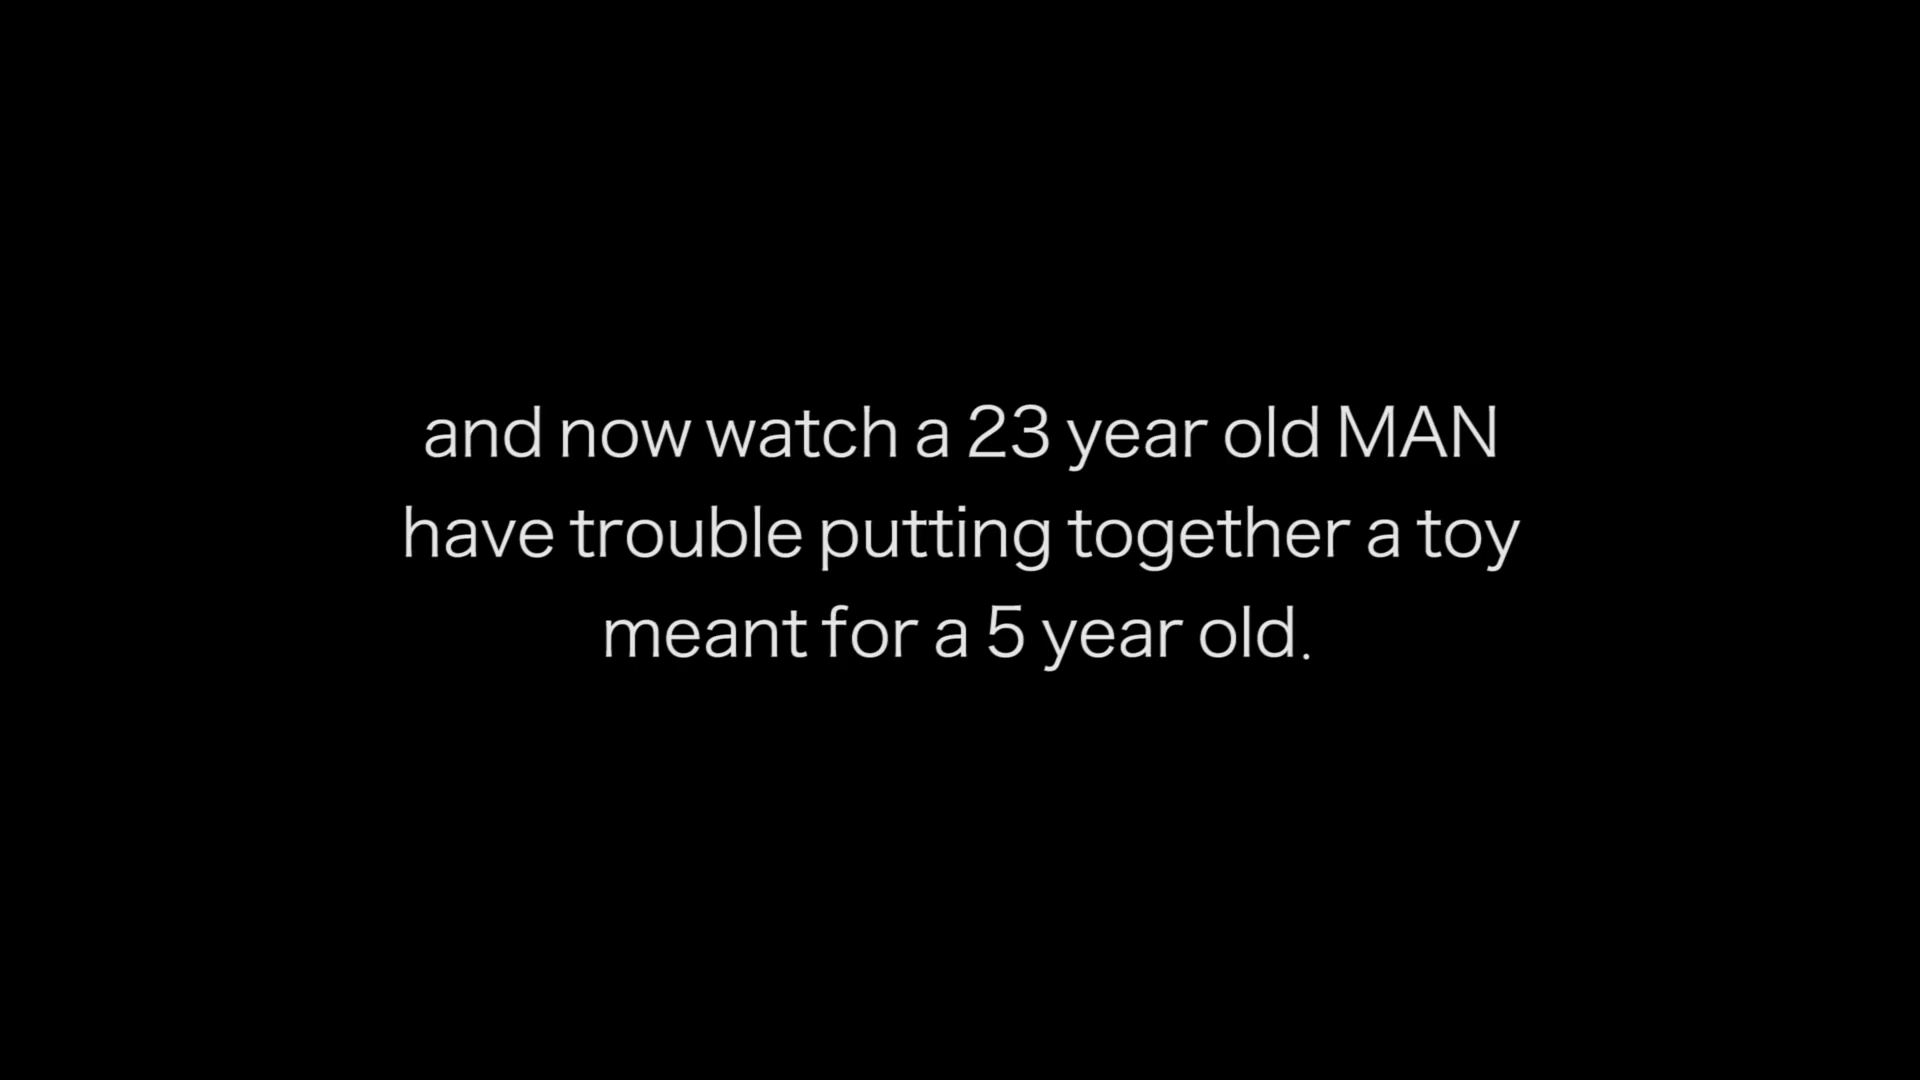 and now watch a 23 year old MAN
have trouble putting together a toy
meant for a 5 year old.